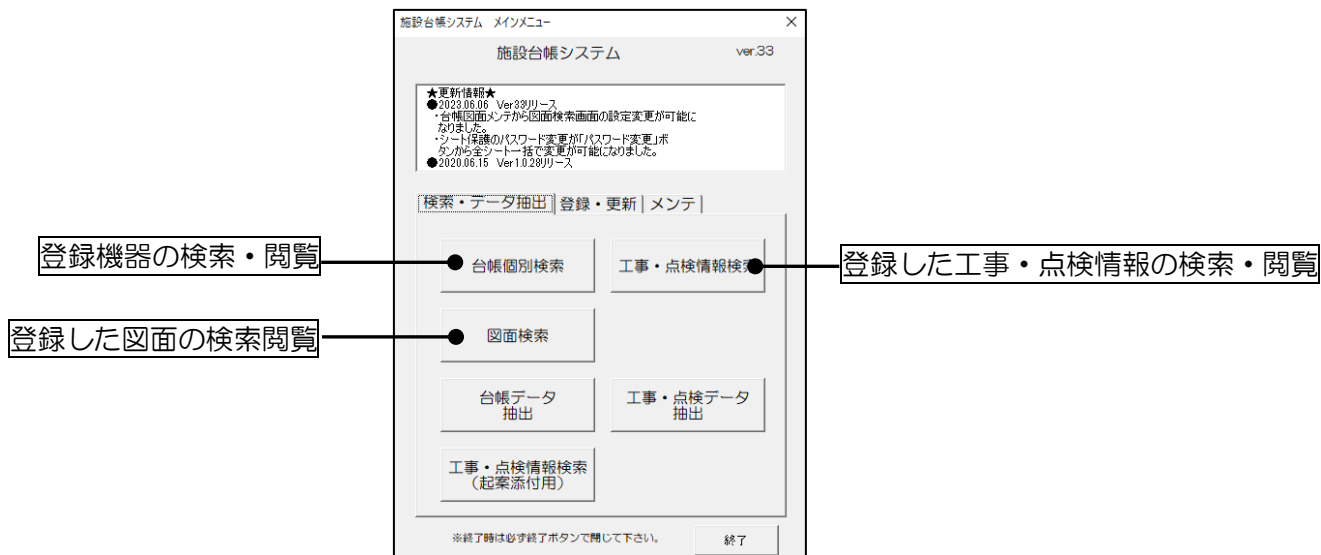 施設台帳システム メインメニュー
施設台帳システム ver.33
★更新情報★
●2023.06.06 Ver33リリース
・台帳図面メンテから図面検索画面の設定変更が可能に
なりました。
・シート保護のパスワード変更が「パスワード変更」ボ
タンから全シート一括で変更が可能になりました。
●2020.06.15 Ver1.0.28リリース
検索・データ抽出 登録・更新 メンテ
登録機器の検索・閲覧
台帳個別検索
工事・点検情報検索
登録した工事・点検情報の検索・閲覧
登録した図面の検索閲覧
図面検索
台帳データ
抽出
工事・点検データ
抽出
工事・点検情報検索
（起案添付用）
※終了時は必ず終了ボタンで閉じて下さい。
終了